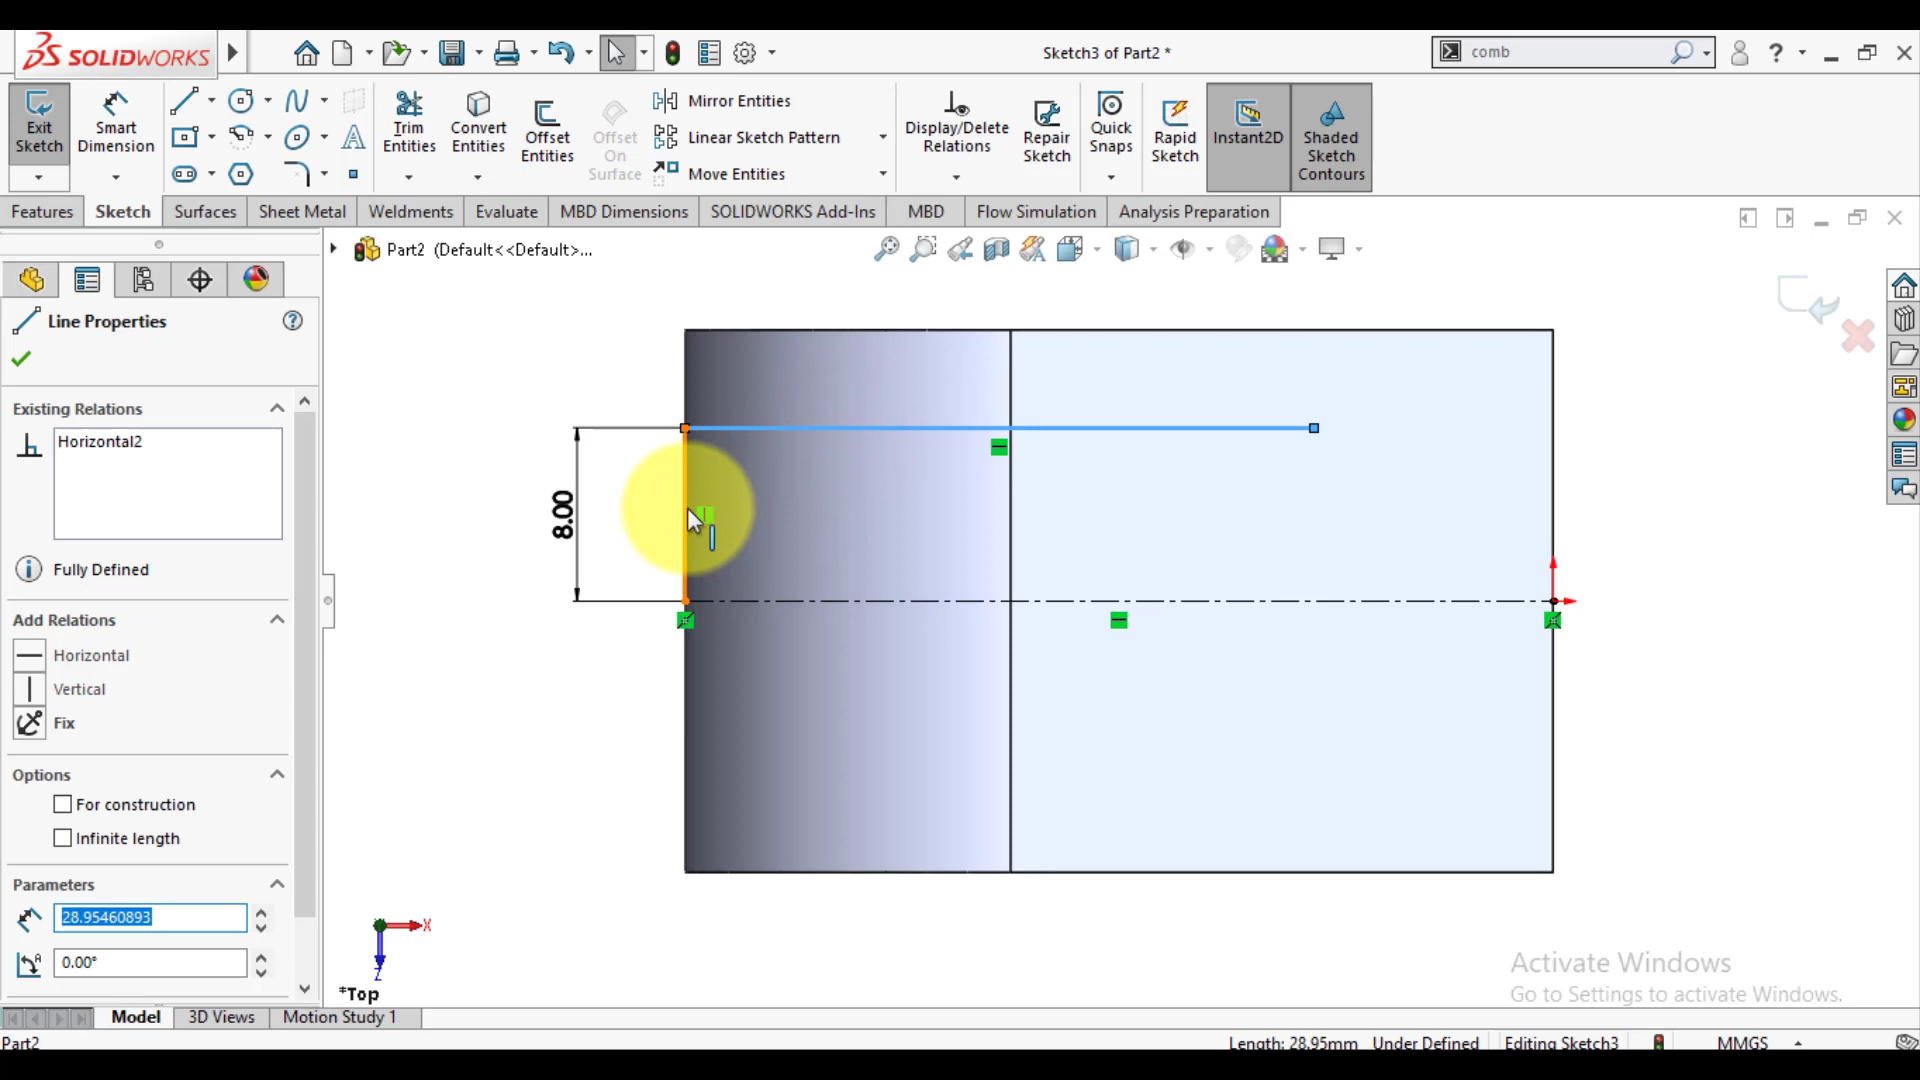 SOLIDWORKS
Sketch3 of Part2 *
comb
Exit Sketch
Smart Dimension
Trim Entities
Convert Entities
Offset Entities
Offset On Surface
Mirror Entities
Linear Sketch Pattern
Move Entities
Display/Delete Relations
Repair Sketch
Quick Snaps
Rapid Sketch
Instant2D
Shaded Sketch Contours
Features Sketch Surfaces Sheet Metal Weldments Evaluate MBD Dimensions SOLIDWORKS Add-Ins MBD Flow Simulation Analysis Preparation
Part2 (Default<<Default>...
Line Properties
Existing Relations
Horizontal2
Fully Defined
Add Relations
Horizontal
Vertical
Fix
Options
For construction
Infinite length
Parameters
28.95460893
0.00°
8.00
X
Z
*Top
Activate Windows
Go to Settings to activate Windows.
Model 3D Views Motion Study 1
Part2 Length: 28.95mm Under Defined Editing Sketch3 MMGS